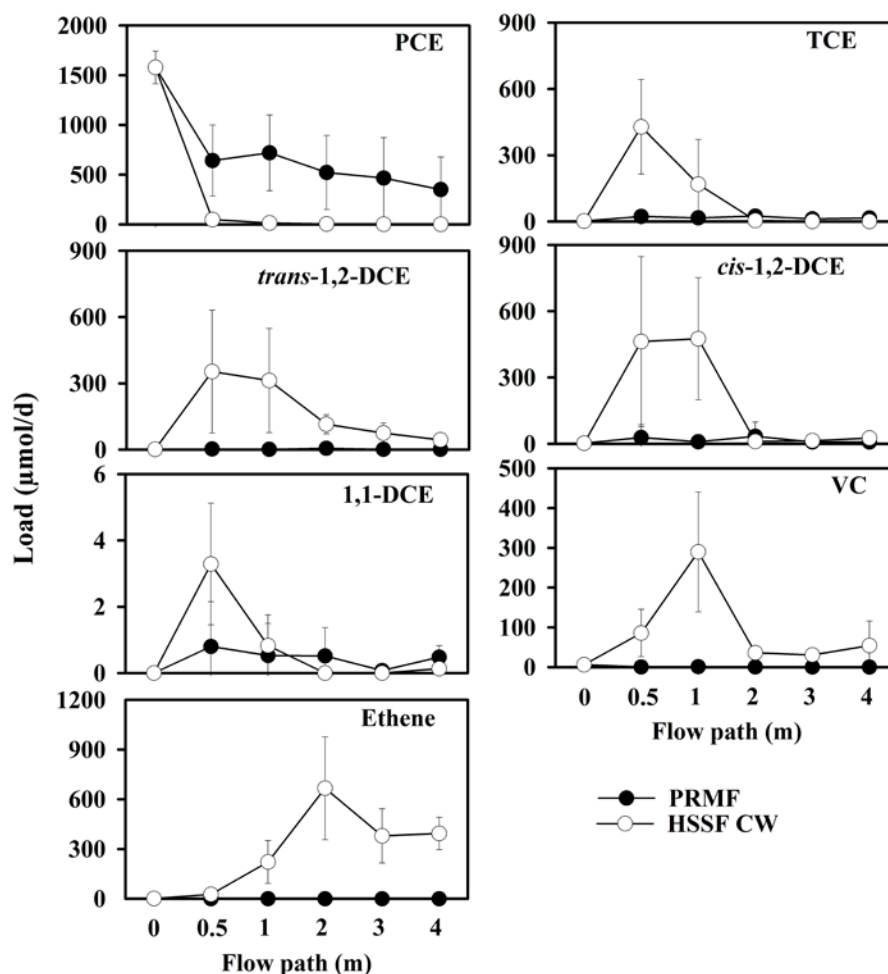 Load (μmol/d)
PCE
2000
1500
1000
500
0
TCE
900
600
300
0
trans-1,2-DCE
900
600
300
0
cis-1,2-DCE
900
600
300
0
1,1-DCE
6
4
2
0
VC
500
400
300
200
100
0
0 0.5 1 2 3 4
Flow path (m)
Ethene
1200
900
600
300
0
0 0.5 1 2 3 4
Flow path (m)
PRMF
HSSF CW